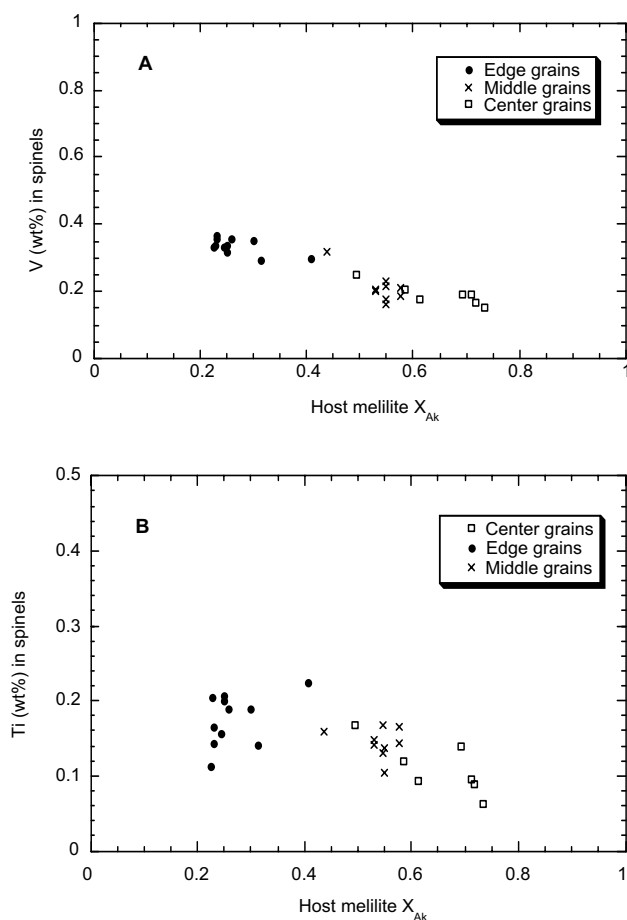 1
A
Edge grains
Middle grains
Center grains
0.8
0.6
0.4
0.2
0
V (wt%) in spinels
0 0.2 0.4 0.6 0.8 1
Host melilite X_Ak
0.5
B
Center grains
Edge grains
Middle grains
0.4
0.3
0.2
0.1
0
Ti (wt%) in spinels
0 0.2 0.4 0.6 0.8 1
Host melilite X_Ak